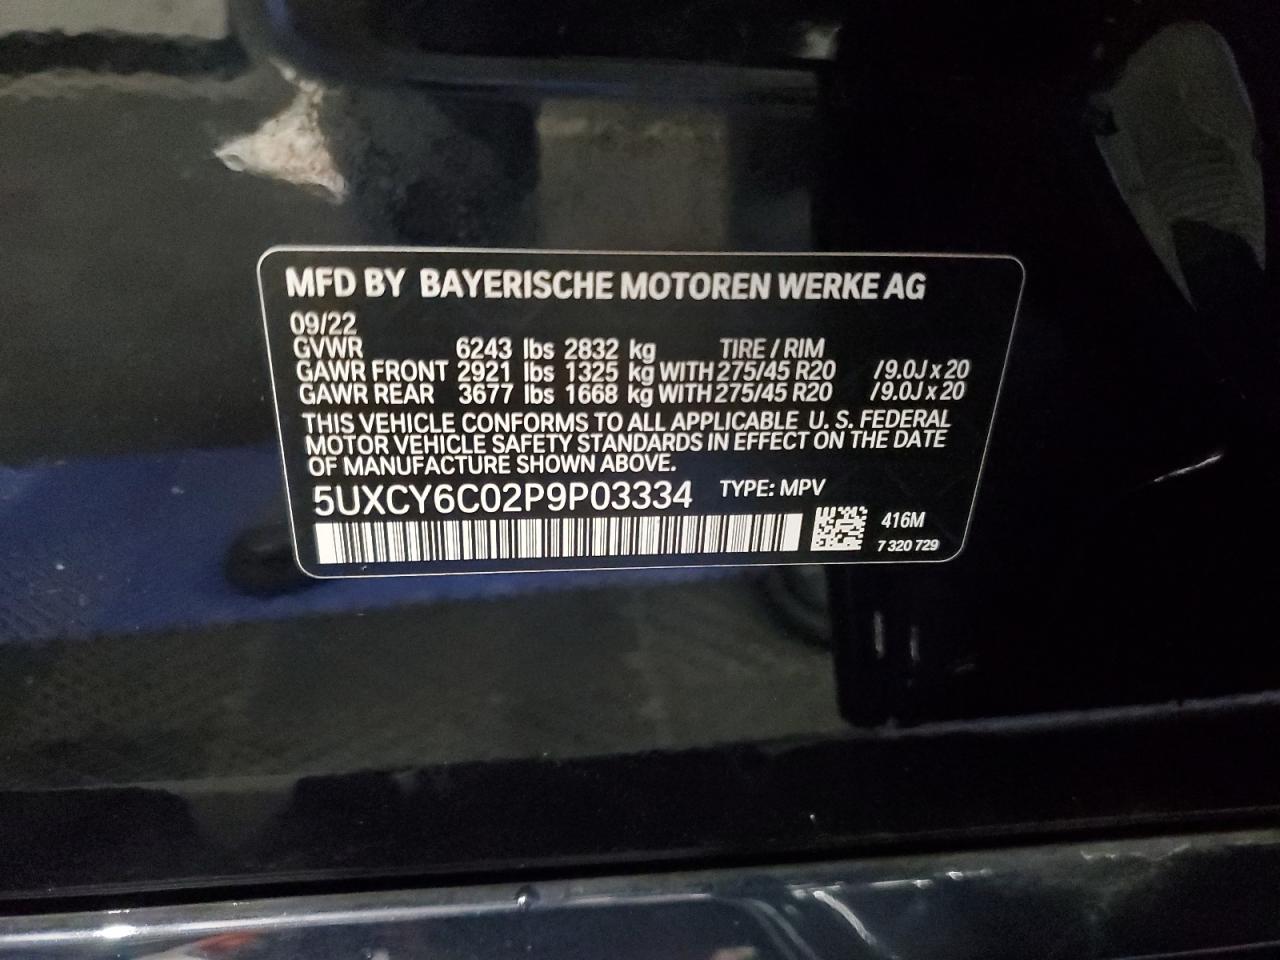 MFD BY BAYERISCHE MOTOREN WERKE AG
09/22
GVWR 6243 lbs 2832 kg TIRE / RIM
GAWR FRONT 2921 lbs 1325 kg WITH 275/45 R20 /9.0J x 20
GAWR REAR 3677 lbs 1668 kg WITH 275/45 R20 /9.0J x 20
THIS VEHICLE CONFORMS TO ALL APPLICABLE U. S. FEDERAL
MOTOR VEHICLE SAFETY STANDARDS IN EFFECT ON THE DATE
OF MANUFACTURE SHOWN ABOVE.
5UXCY6C02P9P03334 TYPE: MPV
416M
7 320 729